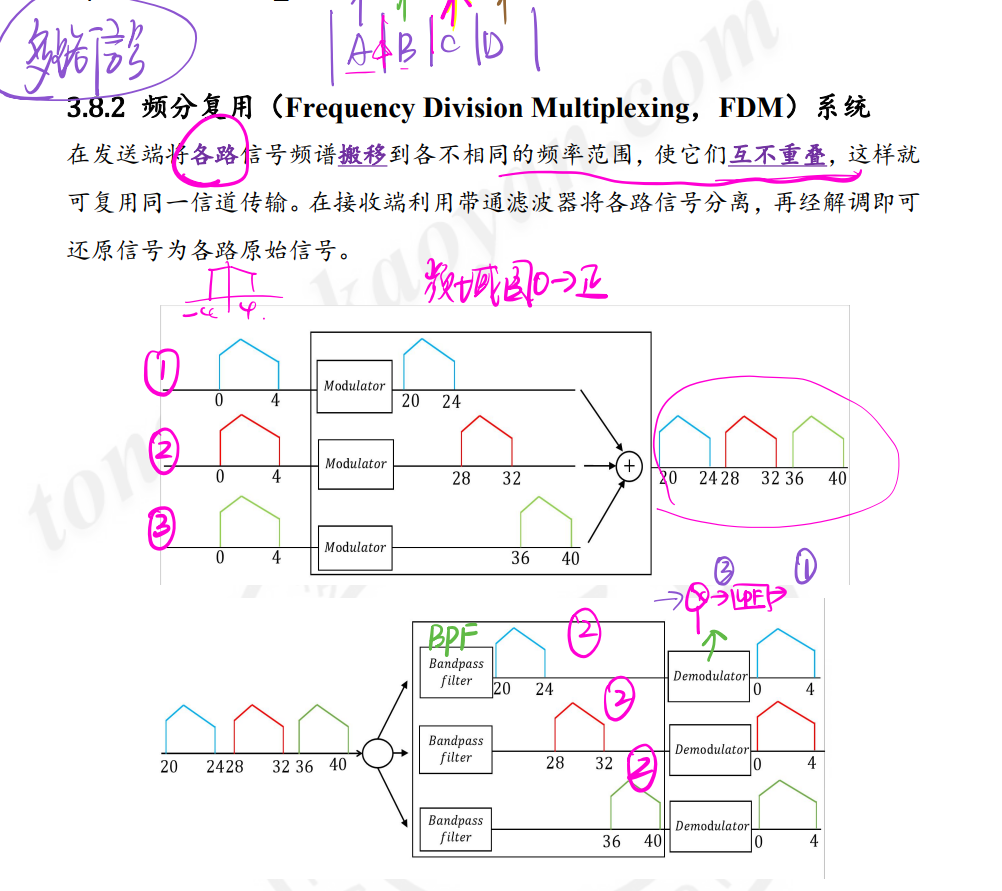 多路信号
A B C D
3.8.2 频分复用（Frequency Division Multiplexing，FDM）系统
在发送端将各路信号频谱搬移到各不相同的频率范围，使它们互不重叠，这样就
可复用同一信道传输。在接收端利用带通滤波器将各路信号分离，再经解调即可
还原信号为各路原始信号。
频域图0→正
-4 4
① 0 4 Modulator 20 24
② 0 4 Modulator 28 32 + 20 24 28 32 36 40
③ 0 4 Modulator 36 40
③ ①
× → LPF →
BPF ②
Bandpass filter 20 24 Demodulator 0 4
②
20 24 28 32 36 40 Bandpass filter 28 32 Demodulator 0 4
②
Bandpass filter 36 40 Demodulator 0 4